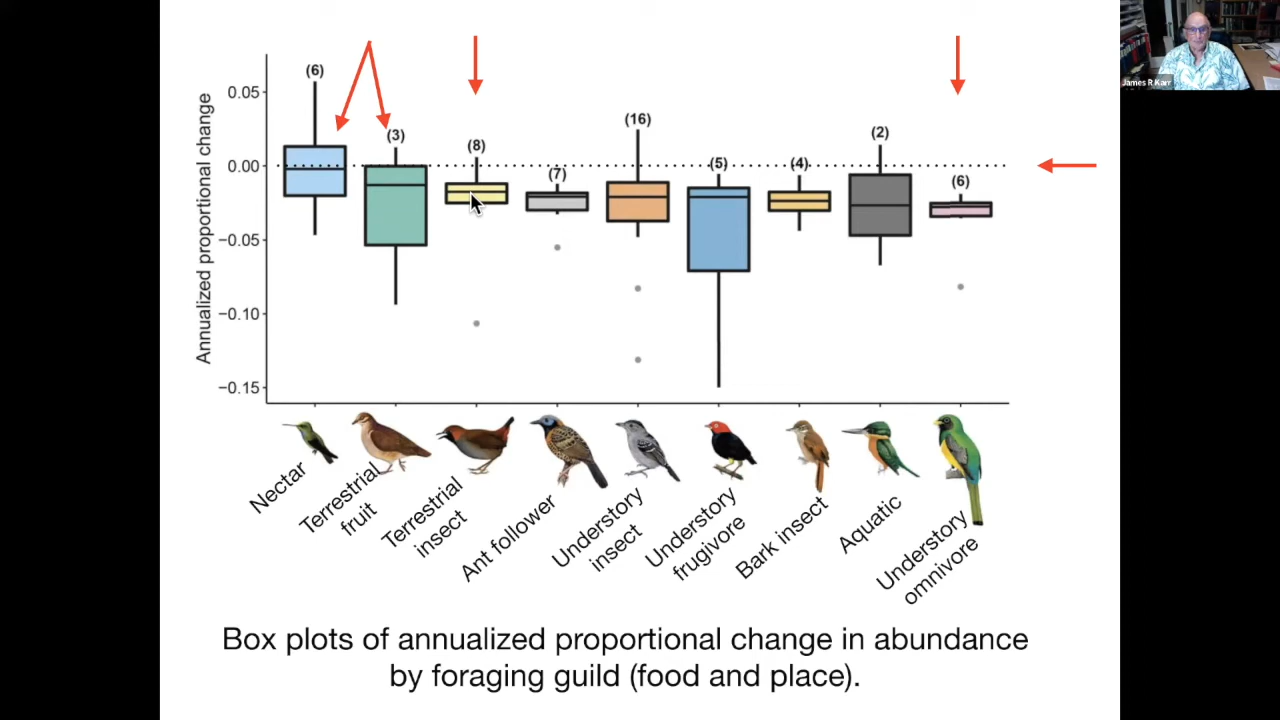 James R Karr
Annualized proportional change
0.05
0.00
−0.05
−0.10
−0.15
(6)
(3)
(8)
(7)
(16)
(5)
(4)
(2)
(6)
Nectar
Terrestrial
fruit
Terrestrial
insect
Ant follower
Understory
insect
Understory
frugivore
Bark insect
Aquatic
Understory
omnivore
Box plots of annualized proportional change in abundance
by foraging guild (food and place).